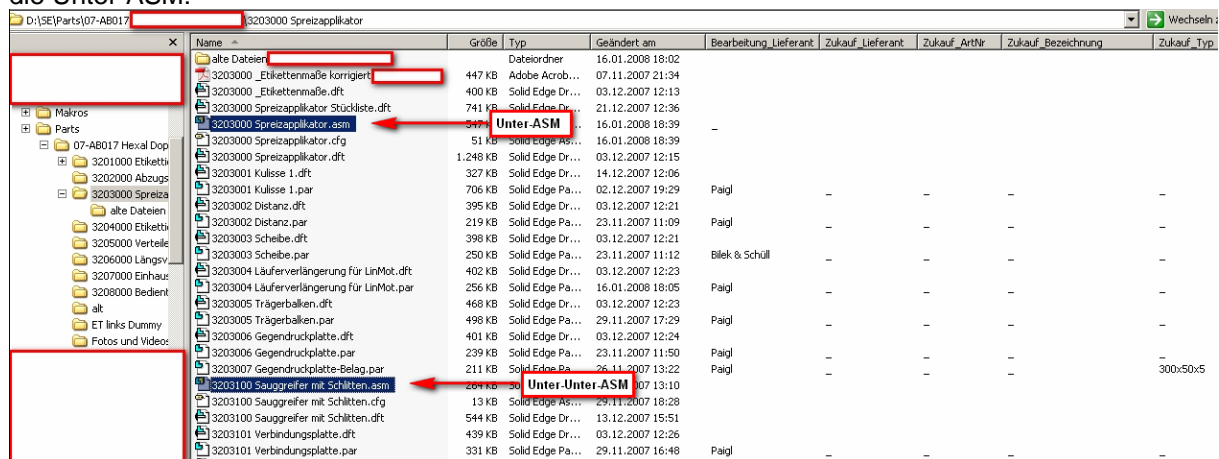 die Unter-ASM.
D:\SE\Parts\07-AB017 \3203000 Spreizapplikator Wechseln z
Name Größe Typ Geändert am Bearbeitung_Lieferant Zukauf_Lieferant Zukauf_ArtNr Zukauf_Bezeichnung Zukauf_Typ
alte Dateien Dateiordner 16.01.2008 18:02
3203000 _Etikettenmaße korrigiert 447 KB Adobe Acrob... 07.11.2007 21:34
3203000 _Etikettenmaße.dft 400 KB Solid Edge Dr... 03.12.2007 12:13
Makros 3203000 Spreizapplikator Stückliste.dft 741 KB Solid Edge Dr... 21.12.2007 12:36
Parts 3203000 Spreizapplikator.asm 547 Unter-ASM 16.01.2008 18:39 _
07-AB017 Hexal Dop 3203000 Spreizapplikator.cfg 51 KB Solid Edge As... 16.01.2008 18:39
3201000 Etiketti 3203000 Spreizapplikator.dft 1.248 KB Solid Edge Dr... 03.12.2007 12:15
3202000 Abzugs 3203001 Kulisse 1.dft 327 KB Solid Edge Dr... 14.12.2007 12:06
3203000 Spreiza 3203001 Kulisse 1.par 706 KB Solid Edge Pa... 02.12.2007 19:29 Paigl _ _ _ _
alte Dateien 3203002 Distanz.dft 395 KB Solid Edge Dr... 03.12.2007 12:21
3204000 Etiketti 3203002 Distanz.par 219 KB Solid Edge Pa... 23.11.2007 11:09 Paigl _ _ _ _
3205000 Verteile 3203003 Scheibe.dft 398 KB Solid Edge Dr... 03.12.2007 12:21
3206000 Längsv 3203003 Scheibe.par 250 KB Solid Edge Pa... 23.11.2007 11:12 Bilek & Schüll _ _ _ _
3207000 Einhaus 3203004 Läuferverlängerung für LinMot.dft 402 KB Solid Edge Dr... 03.12.2007 12:23
3208000 Bedient 3203004 Läuferverlängerung für LinMot.par 256 KB Solid Edge Pa... 16.01.2008 18:05 Paigl _ _ _ _
alt 3203005 Trägerbalken.dft 468 KB Solid Edge Dr... 03.12.2007 12:23
ET links Dummy 3203005 Trägerbalken.par 498 KB Solid Edge Pa... 29.11.2007 17:29 Paigl _ _ _ _
Fotos und Videos 3203006 Gegendruckplatte.dft 401 KB Solid Edge Dr... 03.12.2007 12:24
3203006 Gegendruckplatte.par 239 KB Solid Edge Pa... 23.11.2007 11:50 Paigl _ _ _ _
3203007 Gegendruckplatte-Belag.par 211 KB Solid Edge Pa... 26.11.2007 13:22 Paigl _ _ _ 300x50x5
3203100 Sauggreifer mit Schlitten.asm 264 KB Unter-Unter-ASM 13:10
3203100 Sauggreifer mit Schlitten.cfg 13 KB Solid Edge As... 29.11.2007 18:28
3203100 Sauggreifer mit Schlitten.dft 544 KB Solid Edge Dr... 13.12.2007 15:51
3203101 Verbindungsplatte.dft 439 KB Solid Edge Dr... 03.12.2007 12:26
3203101 Verbindungsplatte.par 331 KB Solid Edge Pa... 29.11.2007 16:48 Paigl _ _ _ _